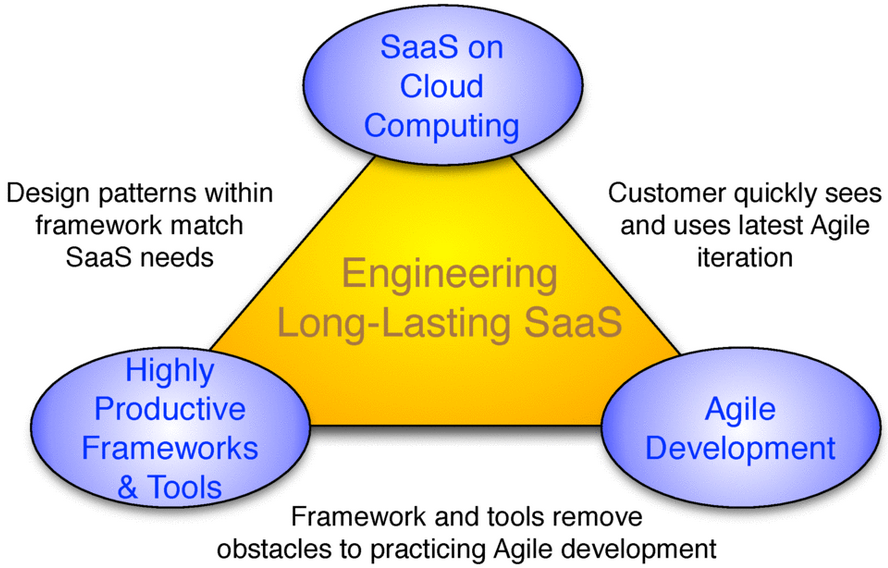 SaaS on
Cloud
Computing
Design patterns within
framework match
SaaS needs
Customer quickly sees
and uses latest Agile
iteration
Engineering
Long-Lasting SaaS
Highly
Productive
Frameworks
& Tools
Agile
Development
Framework and tools remove
obstacles to practicing Agile development